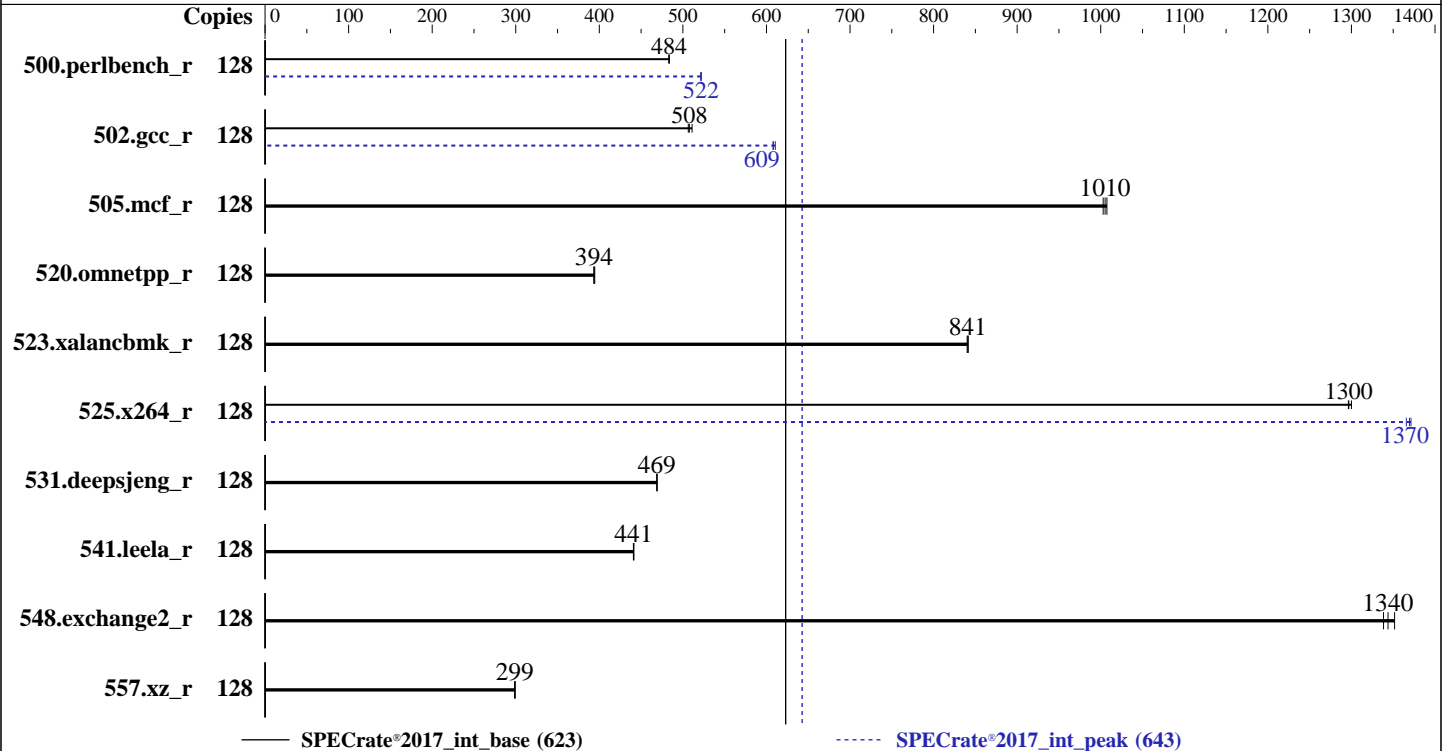 Copies 0 100 200 300 400 500 600 700 800 900 1000 1100 1200 1300 1400
484
500.perlbench_r 128
522
508
502.gcc_r 128
609
1010
505.mcf_r 128
394
520.omnetpp_r 128
841
523.xalancbmk_r 128
1300
525.x264_r 128
1370
469
531.deepsjeng_r 128
441
541.leela_r 128
1340
548.exchange2_r 128
299
557.xz_r 128
SPECrate®2017_int_base (623) SPECrate®2017_int_peak (643)